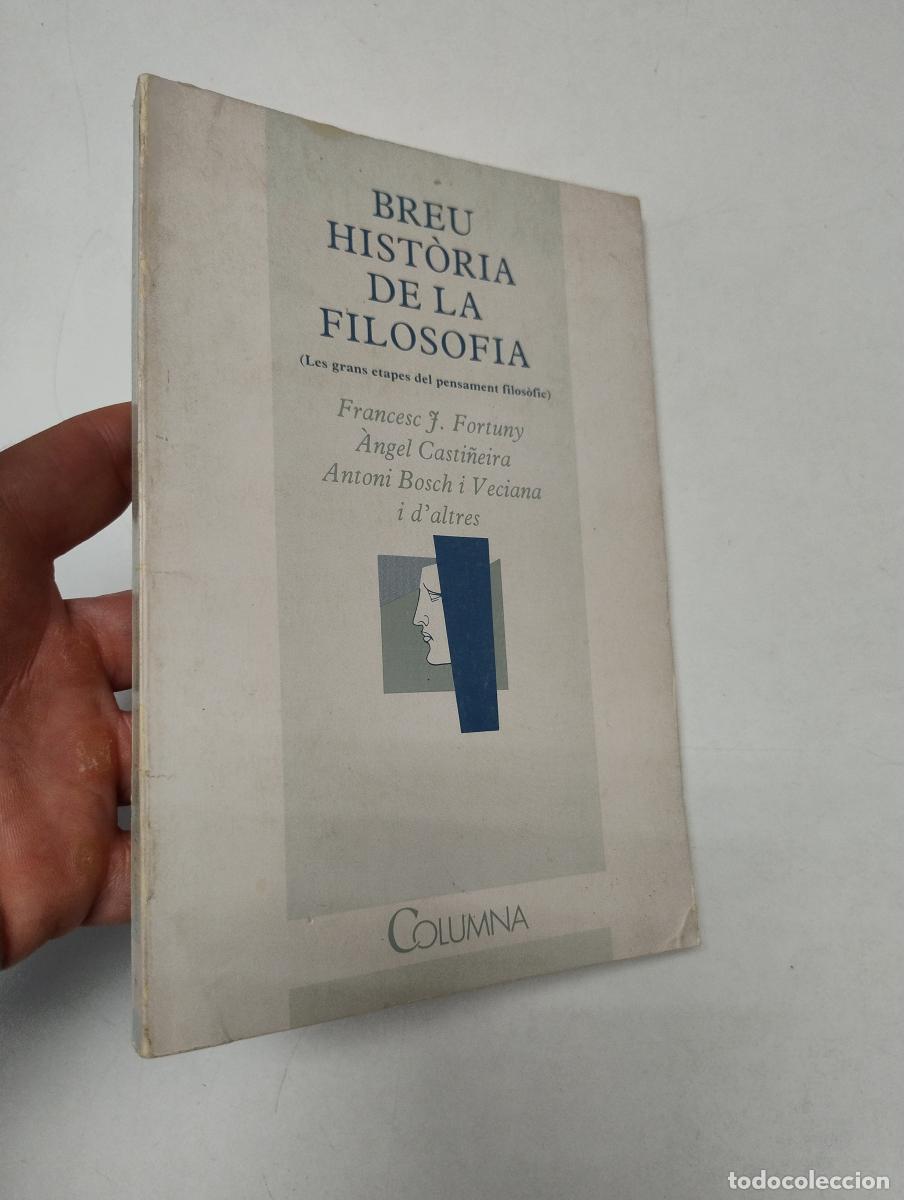 BREU
HISTÒRIA
DE LA
FILOSOFIA
(Les grans etapes del pensament filosòfic)
Francesc J. Fortuny
Àngel Castiñeira
Antoni Bosch i Veciana
i d'altres
COLUMNA
todocoleccion